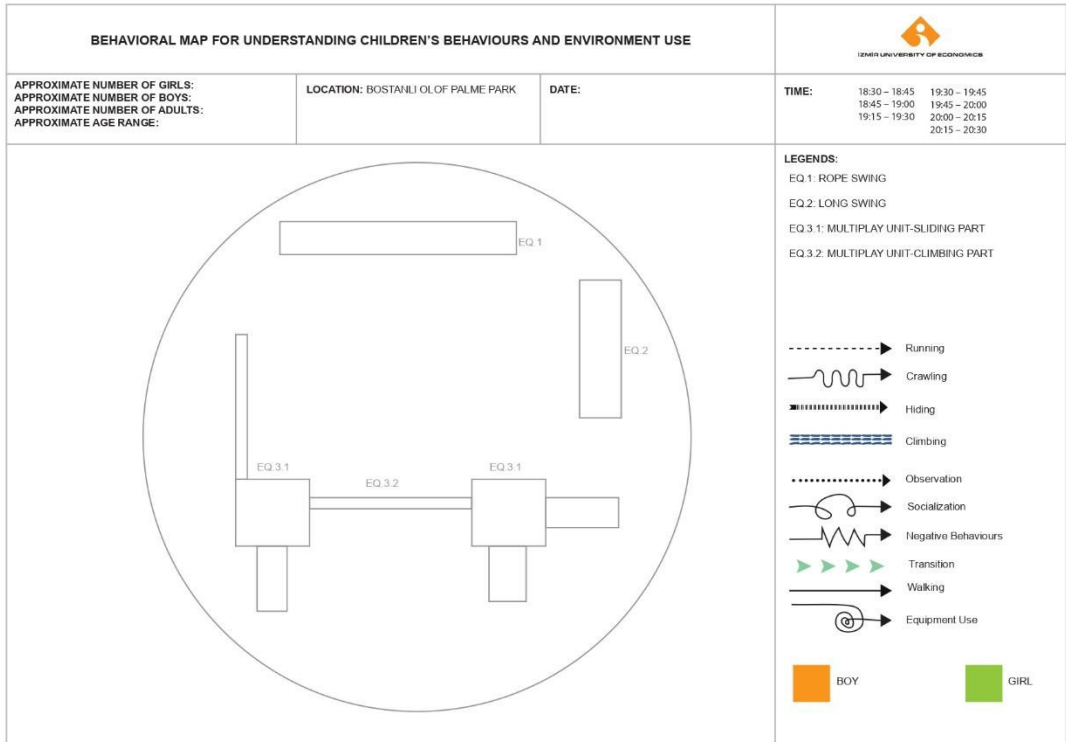 BEHAVIORAL MAP FOR UNDERSTANDING CHILDREN'S BEHAVIOURS AND ENVIRONMENT USE
IZMIR UNIVERSITY OF ECONOMICS
APPROXIMATE NUMBER OF GIRLS:
APPROXIMATE NUMBER OF BOYS:
APPROXIMATE NUMBER OF ADULTS:
APPROXIMATE AGE RANGE:
LOCATION: BOSTANLI OLOF PALME PARK
DATE:
TIME:
18:30 – 18:45 19:30 – 19:45
18:45 – 19:00 19:45 – 20:00
19:15 – 19:30 20:00 – 20:15
20:15 – 20:30
EQ.1
EQ.2
EQ.3.1
EQ.3.2
EQ.3.1
LEGENDS:
EQ.1: ROPE SWING
EQ.2: LONG SWING
EQ.3.1: MULTIPLAY UNIT-SLIDING PART
EQ.3.2: MULTIPLAY UNIT-CLIMBING PART
Running
Crawling
Hiding
Climbing
Observation
Socialization
Negative Behaviours
Transition
Walking
Equipment Use
BOY
GIRL